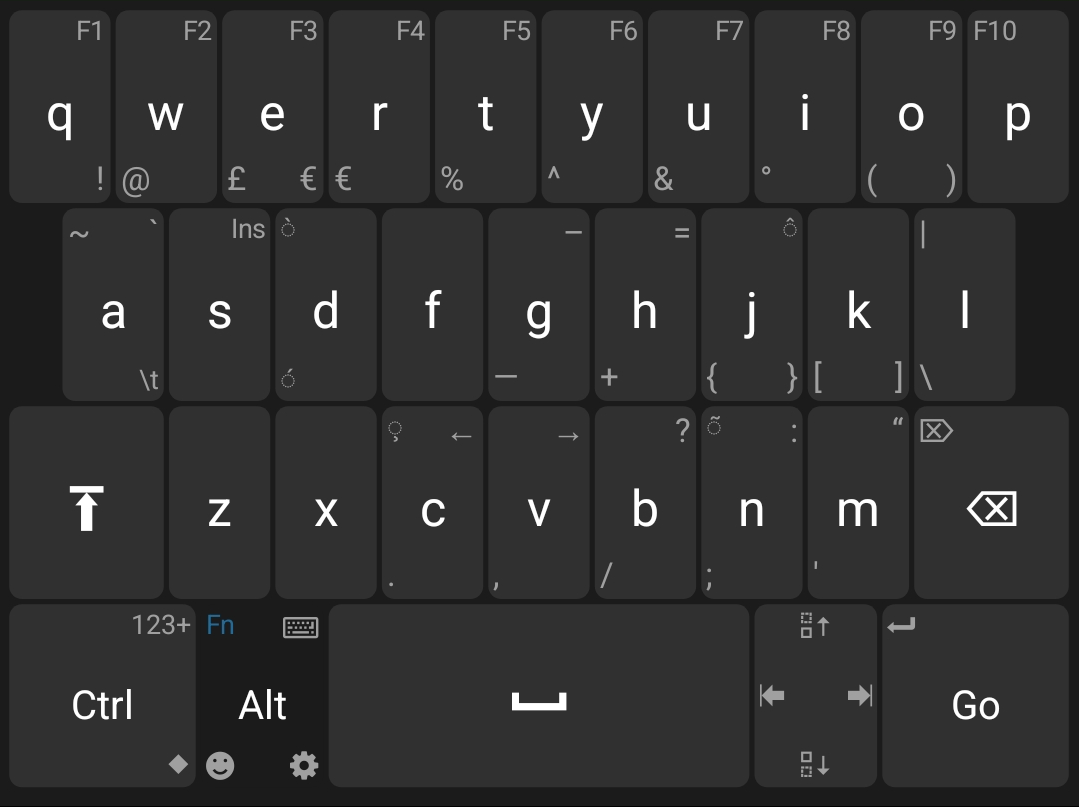 F1 F2 F3 F4 F5 F6 F7 F8 F9 F10
q w e r t y u i o p
! @ £ € € % ^ & ° ( )
~ ` Ins ◌̀ – = ◌̂ |
a s d f g h j k l
\t ◌́ — + { } [ ] \
◌̧ ← → ? ◌̃ : “ ⌦
z x c v b n m ⌫
. , / ; '
123+ Fn
Ctrl Alt Go